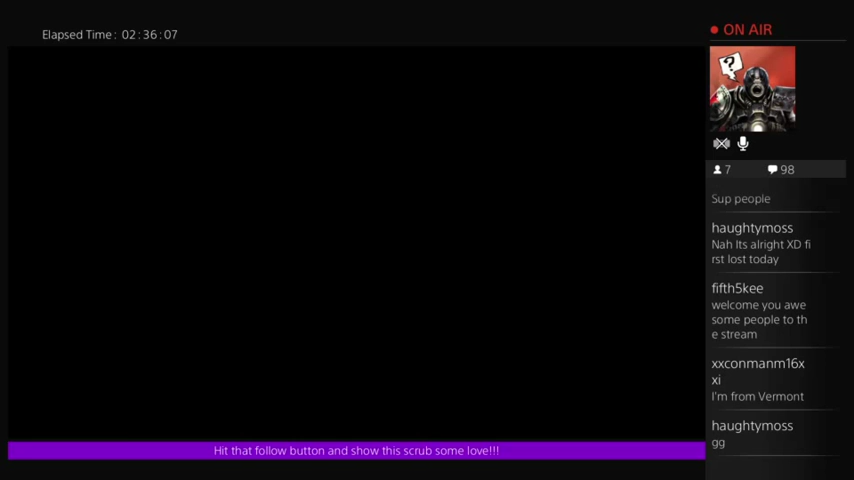 Elapsed Time: 02:36:07
ON AIR
?
7 98
Sup people
haughtymoss
Nah Its alright XD fi
rst lost today
fifth5kee
welcome you awe
some people to th
e stream
xxconmanm16x
xi
I'm from Vermont
haughtymoss
gg
Hit that follow button and show this scrub some love!!!